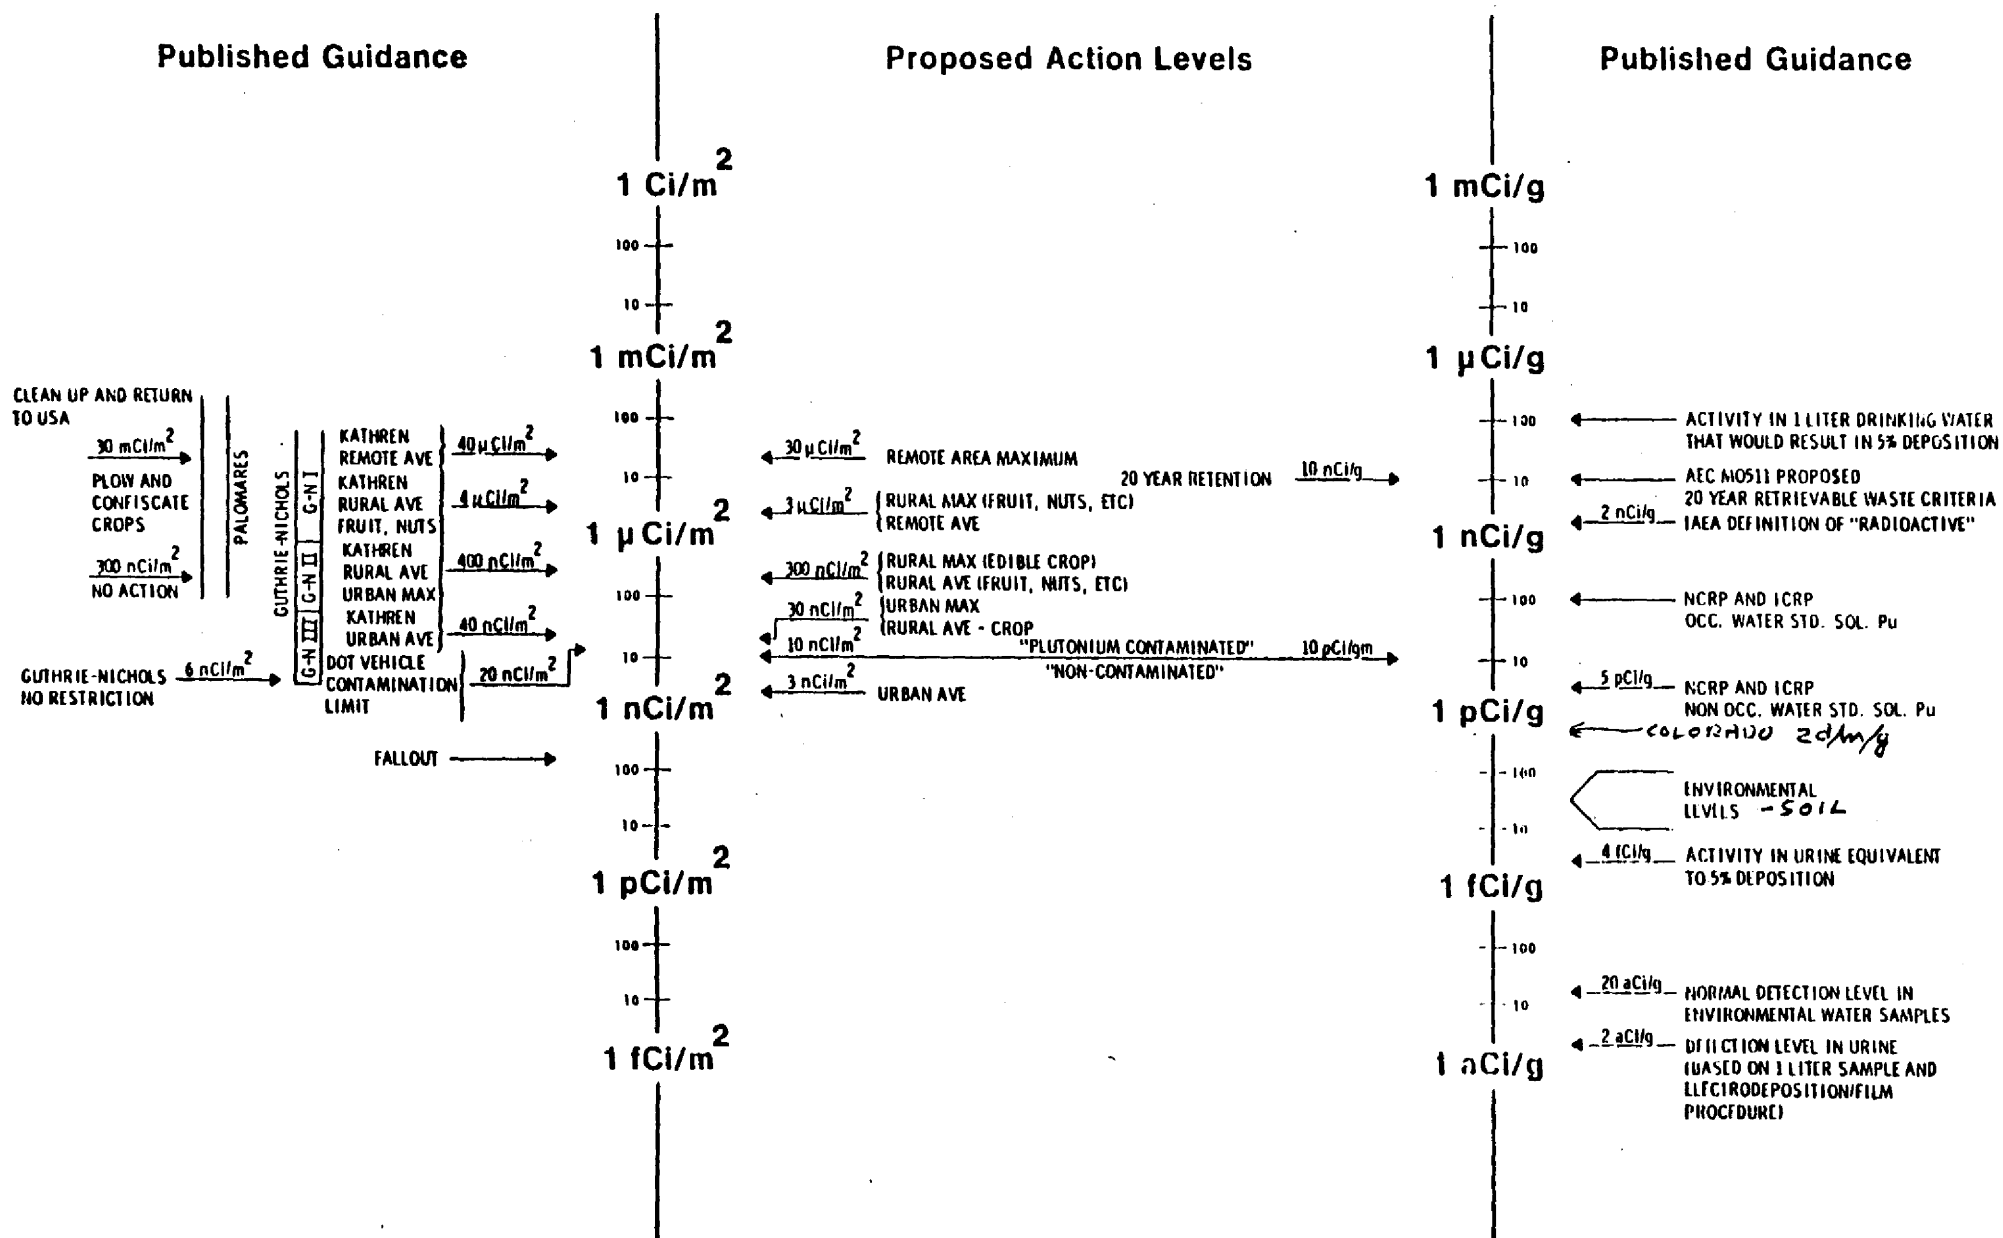 Published Guidance
Proposed Action Levels
Published Guidance
CLEAN UP AND RETURN
TO USA
30 mCi/m²
PLOW AND
CONFISCATE
CROPS
300 nCi/m²
NO ACTION
PALOMARES
GUTHRIE-NICHOLS
G-N I
G-N II
G-N III
KATHREN
REMOTE AVE
40 µCi/m²
KATHREN
RURAL AVE
FRUIT, NUTS
4 µCi/m²
KATHREN
RURAL AVE
URBAN MAX
400 nCi/m²
KATHREN
URBAN AVE
40 nCi/m²
DOT VEHICLE
CONTAMINATION
LIMIT
20 nCi/m²
GUTHRIE-NICHOLS
NO RESTRICTION
6 nCi/m²
FALLOUT
1 Ci/m²
100
10
1 mCi/m²
100
10
1 µCi/m²
100
10
1 nCi/m²
100
10
1 pCi/m²
100
10
1 fCi/m²
30 µCi/m²
REMOTE AREA MAXIMUM
20 YEAR RETENTION
10 nCi/g
3 µCi/m²
RURAL MAX (FRUIT, NUTS, ETC)
REMOTE AVE
300 nCi/m²
RURAL MAX (EDIBLE CROP)
RURAL AVE (FRUIT, NUTS, ETC)
30 nCi/m²
URBAN MAX
RURAL AVE - CROP
10 nCi/m²
"PLUTONIUM CONTAMINATED"
10 pCi/gm
"NON-CONTAMINATED"
3 nCi/m²
URBAN AVE
1 mCi/g
100
10
1 µCi/g
100
10
1 nCi/g
100
10
1 pCi/g
100
10
1 fCi/g
100
10
1 aCi/g
ACTIVITY IN 1 LITER DRINKING WATER
THAT WOULD RESULT IN 5% DEPOSITION
AEC MO511 PROPOSED
20 YEAR RETRIEVABLE WASTE CRITERIA
2 nCi/g
IAEA DEFINITION OF "RADIOACTIVE"
NCRP AND ICRP
OCC. WATER STD. SOL. Pu
5 pCi/g
NCRP AND ICRP
NON OCC. WATER STD. SOL. Pu
COLORADO 2d/m/g
ENVIRONMENTAL
LEVELS - SOIL
4 fCi/g
ACTIVITY IN URINE EQUIVALENT
TO 5% DEPOSITION
20 aCi/g
NORMAL DETECTION LEVEL IN
ENVIRONMENTAL WATER SAMPLES
2 aCi/g
DETECTION LEVEL IN URINE
(BASED ON 1 LITER SAMPLE AND
ELECTRODEPOSITION/FILM
PROCEDURE)